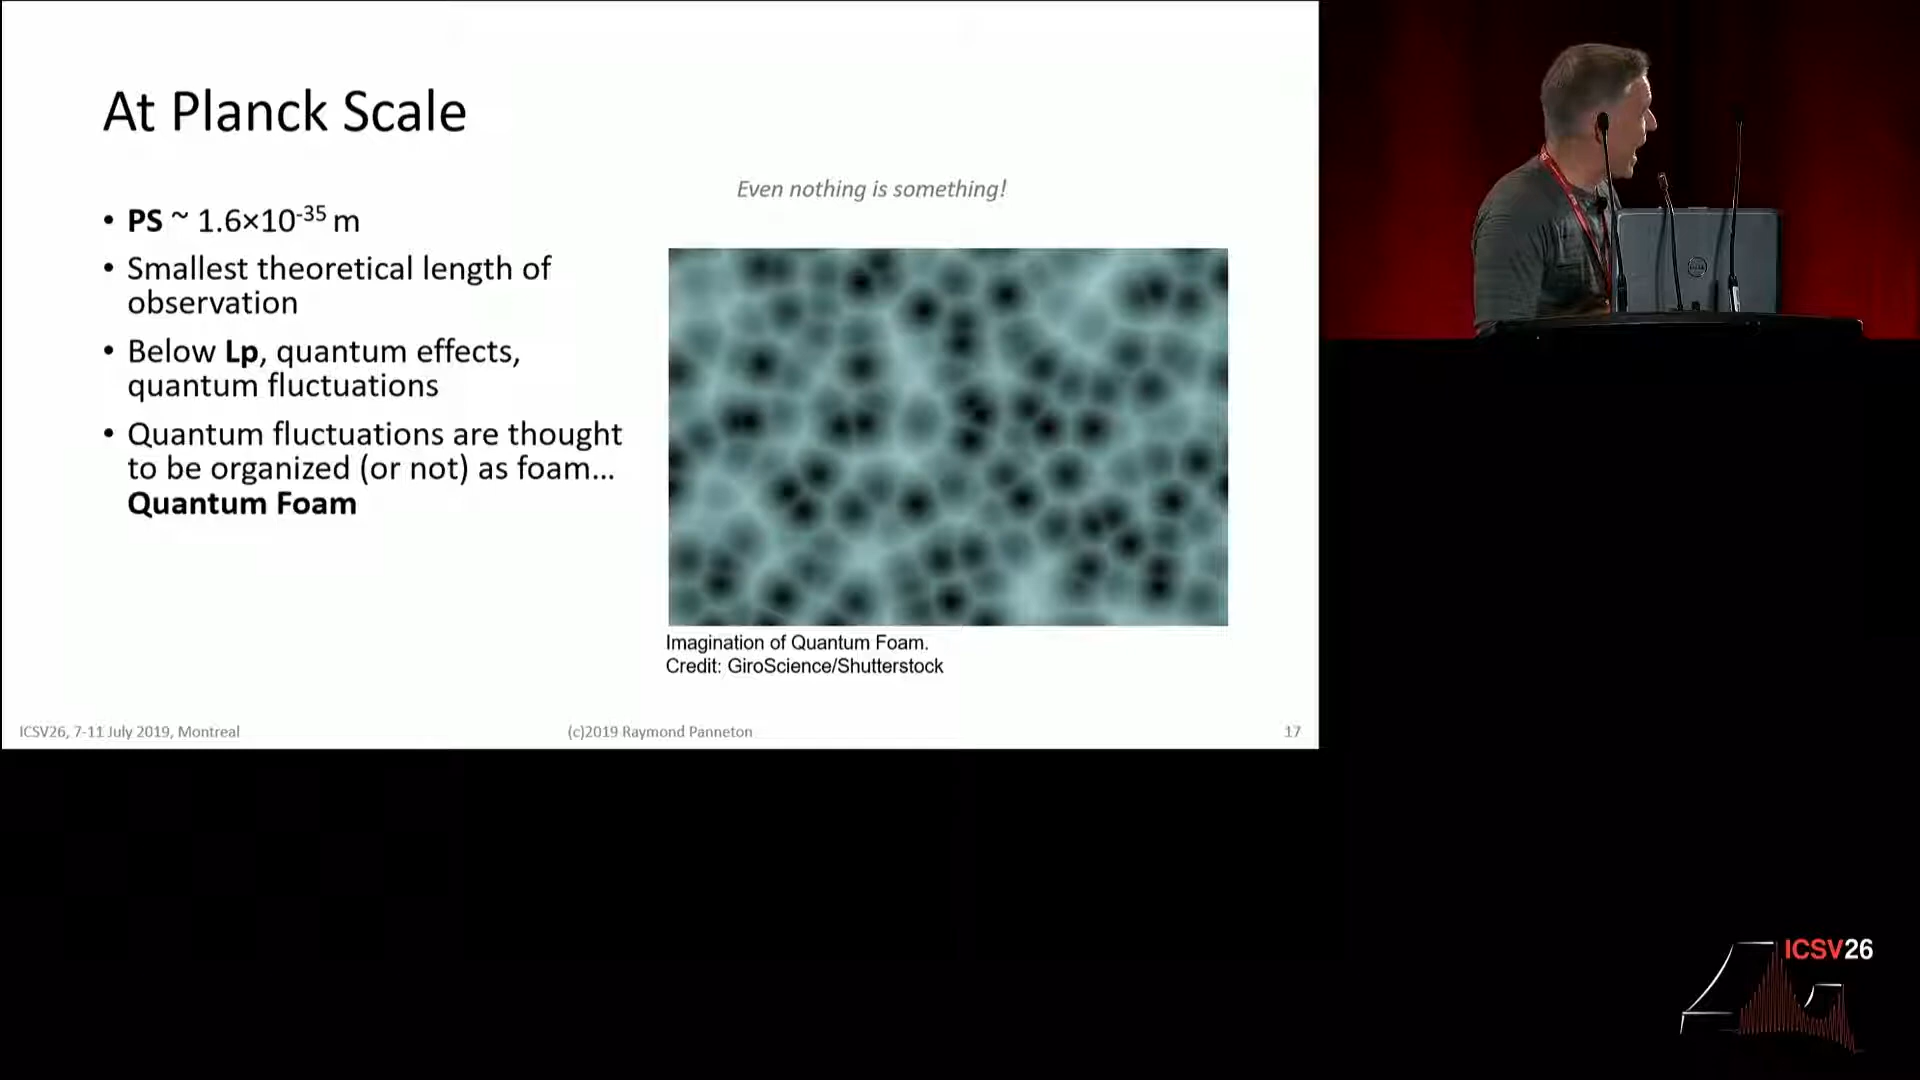 At Planck Scale
Even nothing is something!
• PS ~ 1.6×10⁻³⁵ m
• Smallest theoretical length of
observation
• Below Lp, quantum effects,
quantum fluctuations
• Quantum fluctuations are thought
to be organized (or not) as foam...
Quantum Foam
Imagination of Quantum Foam.
Credit: GiroScience/Shutterstock
ICSV26, 7-11 July 2019, Montreal
(c)2019 Raymond Panneton
17
ICSV26